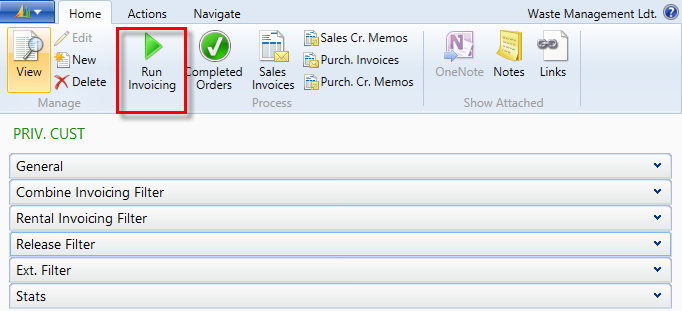 Home Actions Navigate Waste Management Ldt.
View
Edit
New
Delete
Manage
Run
Invoicing
Completed
Orders
Sales
Invoices
Sales Cr. Memos
Purch. Invoices
Purch. Cr. Memos
Process
OneNote
Notes
Links
Show Attached
PRIV. CUST
General
Combine Invoicing Filter
Rental Invoicing Filter
Release Filter
Ext. Filter
Stats